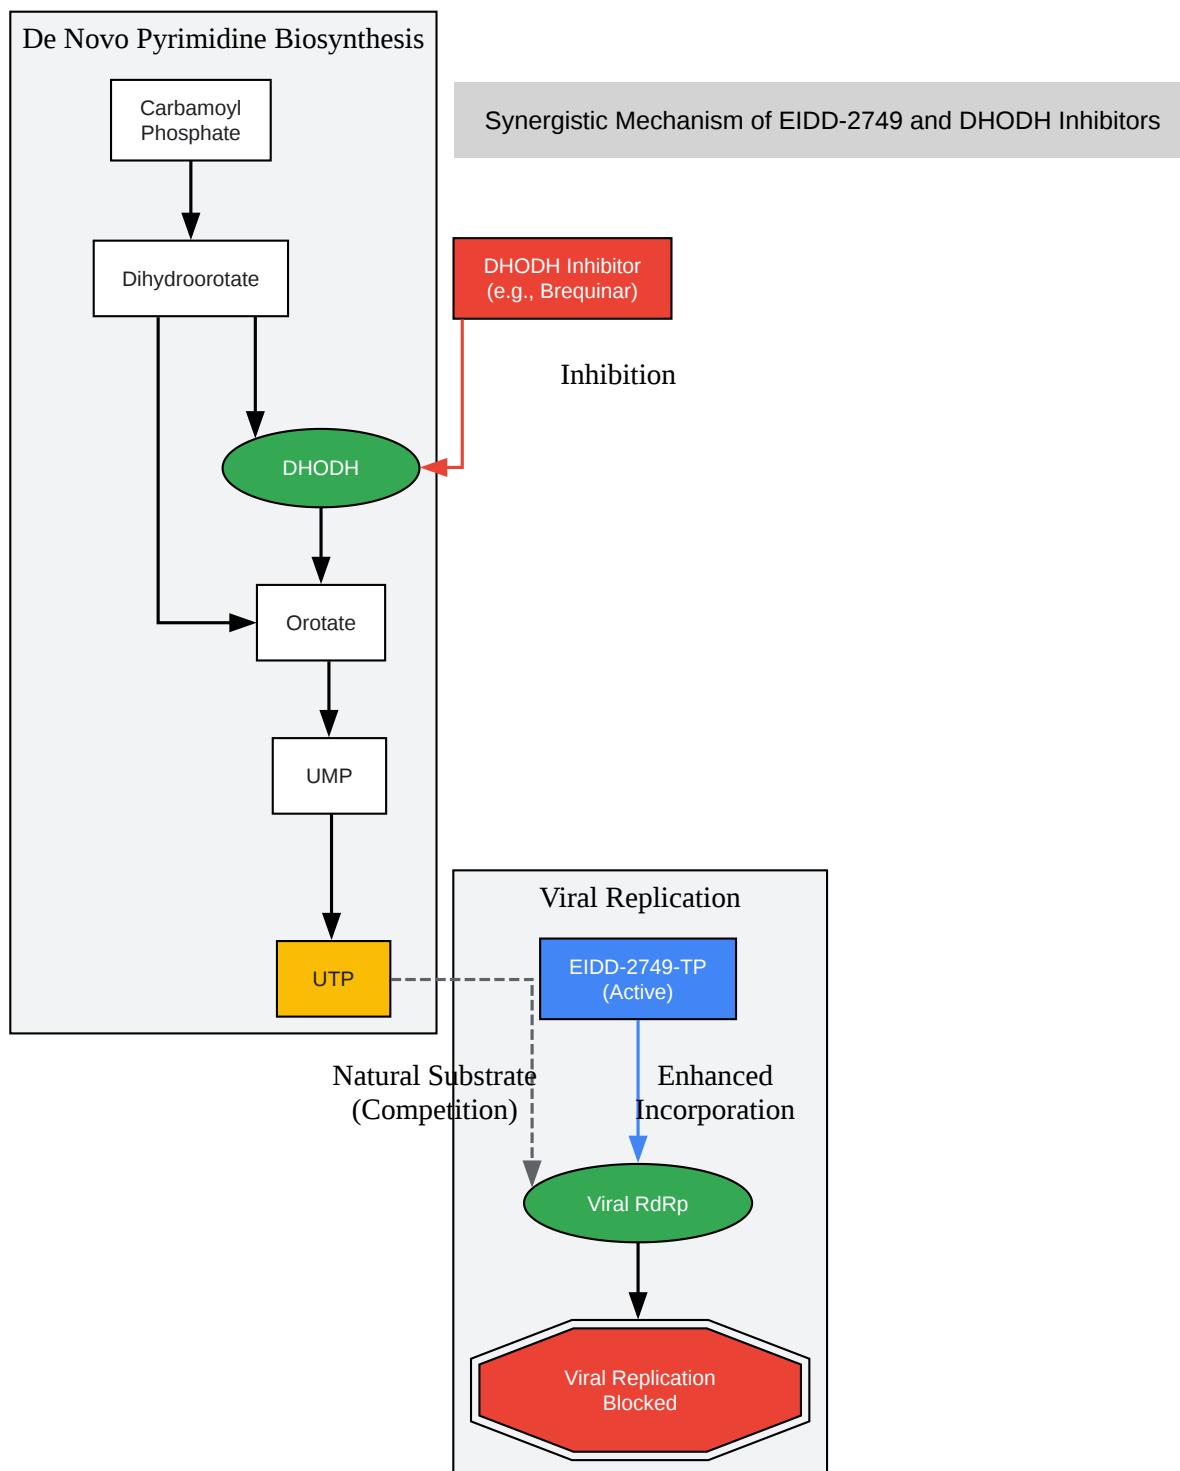 De Novo Pyrimidine Biosynthesis
Carbamoyl
Phosphate
Synergistic Mechanism of EIDD-2749 and DHODH Inhibitors
Dihydroorotate
DHODH Inhibitor
(e.g., Brequinar)
Inhibition
DHODH
Orotate
UMP
Viral Replication
UTP
EIDD-2749-TP
(Active)
Natural Substrate
(Competition)
Enhanced
Incorporation
Viral RdRp
Viral Replication
Blocked